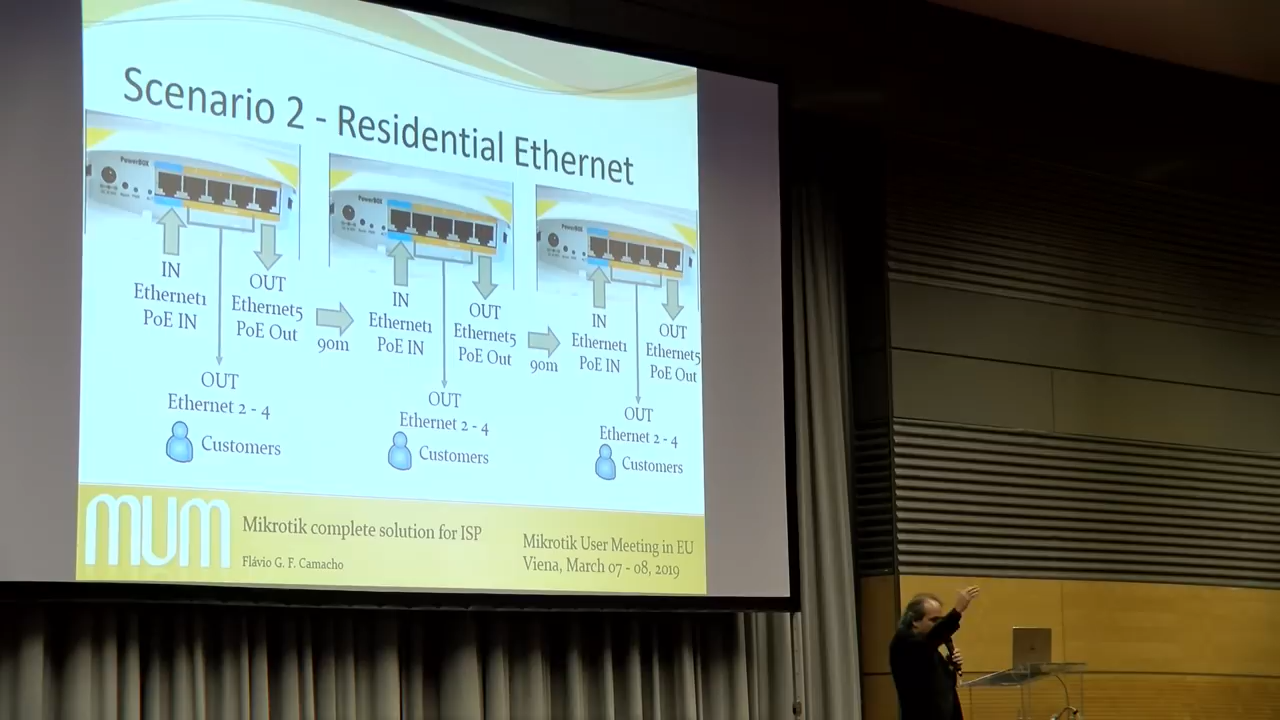 Scenario 2 - Residential Ethernet
PowerBOX
PowerBOX
PowerBOX
IN
Ethernet1
PoE IN
OUT
Ethernet5
PoE Out
90m
IN
Ethernet1
PoE IN
OUT
Ethernet5
PoE Out
90m
IN
Ethernet1
PoE IN
OUT
Ethernet5
PoE Out
OUT
Ethernet 2 - 4
Customers
OUT
Ethernet 2 - 4
Customers
OUT
Ethernet 2 - 4
Customers
MUM
Mikrotik complete solution for ISP
Flávio G. F. Camacho
Mikrotik User Meeting in EU
Viena, March 07 - 08, 2019